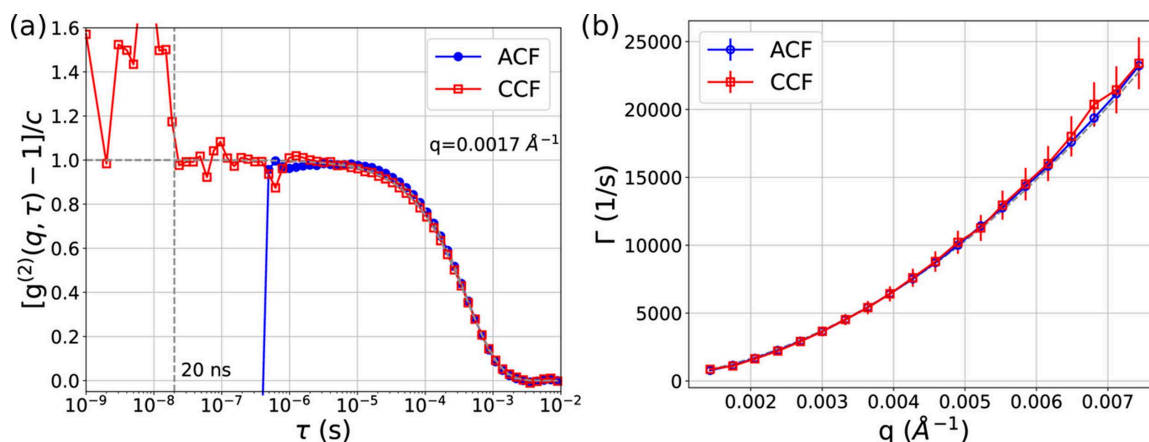 (a)
[g⁽²⁾(q, τ) − 1]/c
1.6
1.4
1.2
1.0
0.8
0.6
0.4
0.2
0.0
ACF
CCF
q=0.0017 Å⁻¹
20 ns
10⁻⁹ 10⁻⁸ 10⁻⁷ 10⁻⁶ 10⁻⁵ 10⁻⁴ 10⁻³ 10⁻²
τ (s)
(b)
Γ (1/s)
25000
20000
15000
10000
5000
0
ACF
CCF
0.002 0.003 0.004 0.005 0.006 0.007
q (Å⁻¹)